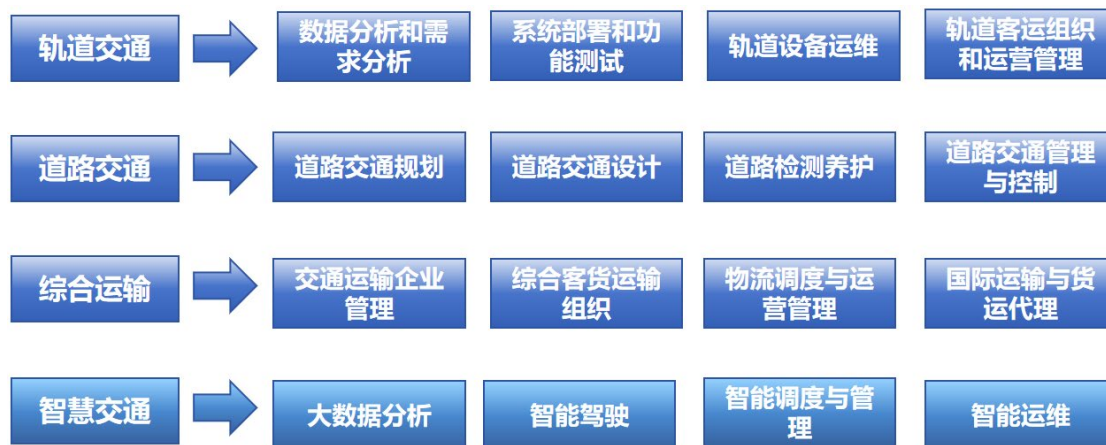 轨道交通
数据分析和需
求分析
系统部署和功
能测试
轨道设备运维
轨道客运组织
和运营管理
道路交通
道路交通规划
道路交通设计
道路检测养护
道路交通管理
与控制
综合运输
交通运输企业
管理
综合客货运输
组织
物流调度与运
营管理
国际运输与货
运代理
智慧交通
大数据分析
智能驾驶
智能调度与管
理
智能运维